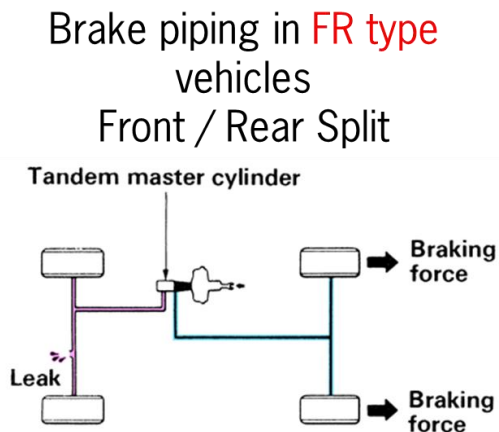 Brake piping in FR type
vehicles
Front / Rear Split
Tandem master cylinder
Braking
force
Leak
Braking
force